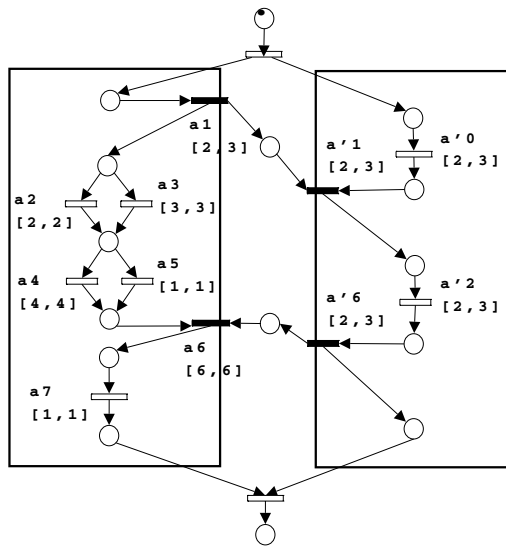 a1
[2,3]
a'1
[2,3]
a'0
[2,3]
a2
[2,2]
a3
[3,3]
a4
[4,4]
a5
[1,1]
a'6
[2,3]
a'2
[2,3]
a6
[6,6]
a7
[1,1]